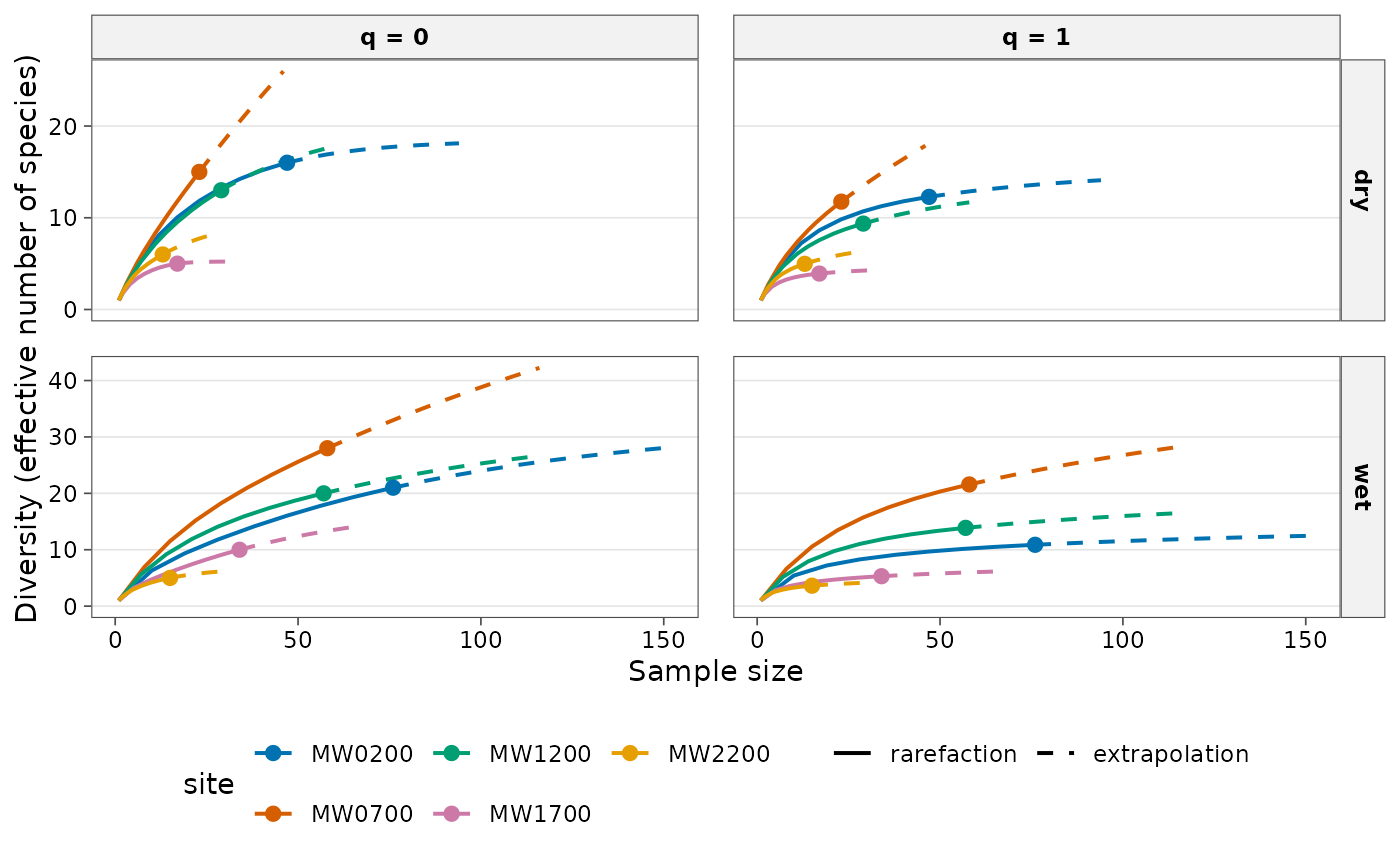 q = 0
q = 1
Diversity (effective number of species)
20
10
0
dry
40
30
20
10
0
wet
0
50
100
150
0
50
100
150
Sample size
site
MW0200
MW1200
MW2200
MW0700
MW1700
rarefaction
extrapolation